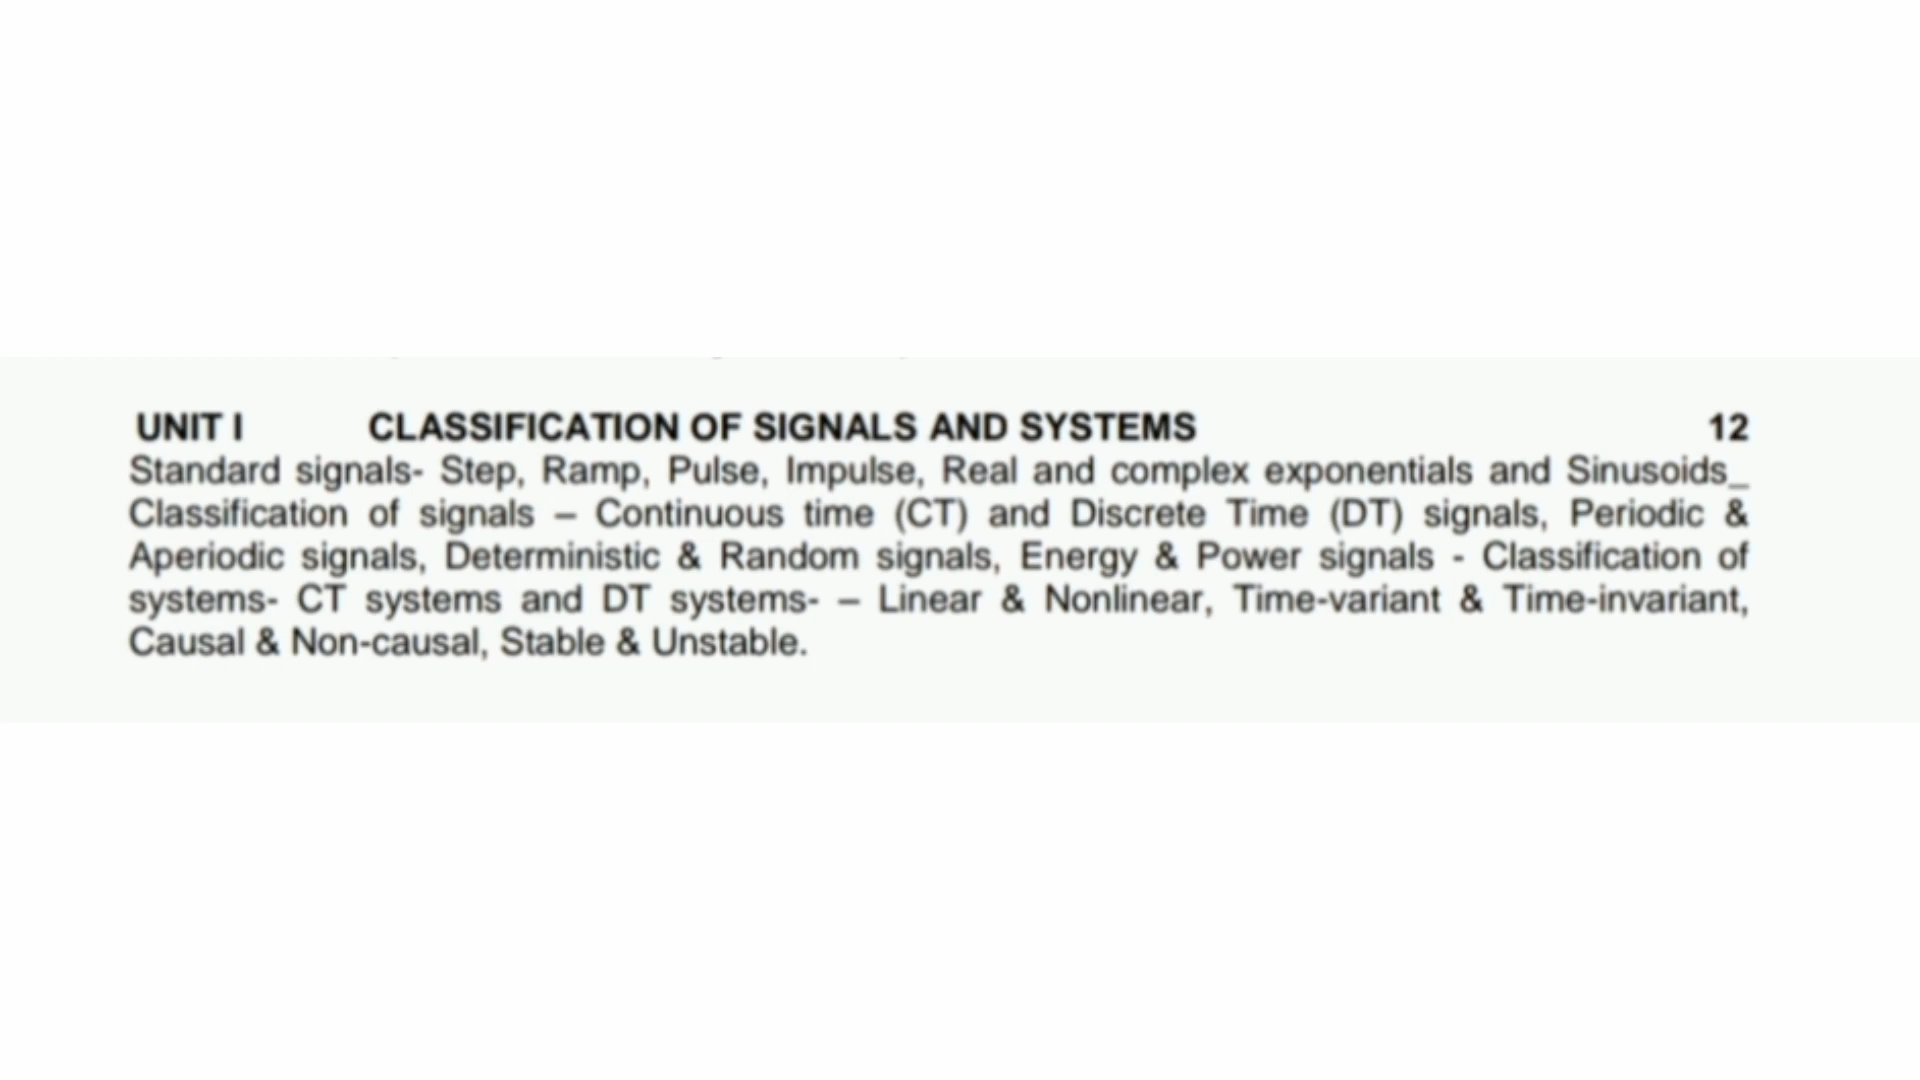 UNIT I CLASSIFICATION OF SIGNALS AND SYSTEMS 12
Standard signals- Step, Ramp, Pulse, Impulse, Real and complex exponentials and Sinusoids_
Classification of signals – Continuous time (CT) and Discrete Time (DT) signals, Periodic &
Aperiodic signals, Deterministic & Random signals, Energy & Power signals - Classification of
systems- CT systems and DT systems- – Linear & Nonlinear, Time-variant & Time-invariant,
Causal & Non-causal, Stable & Unstable.